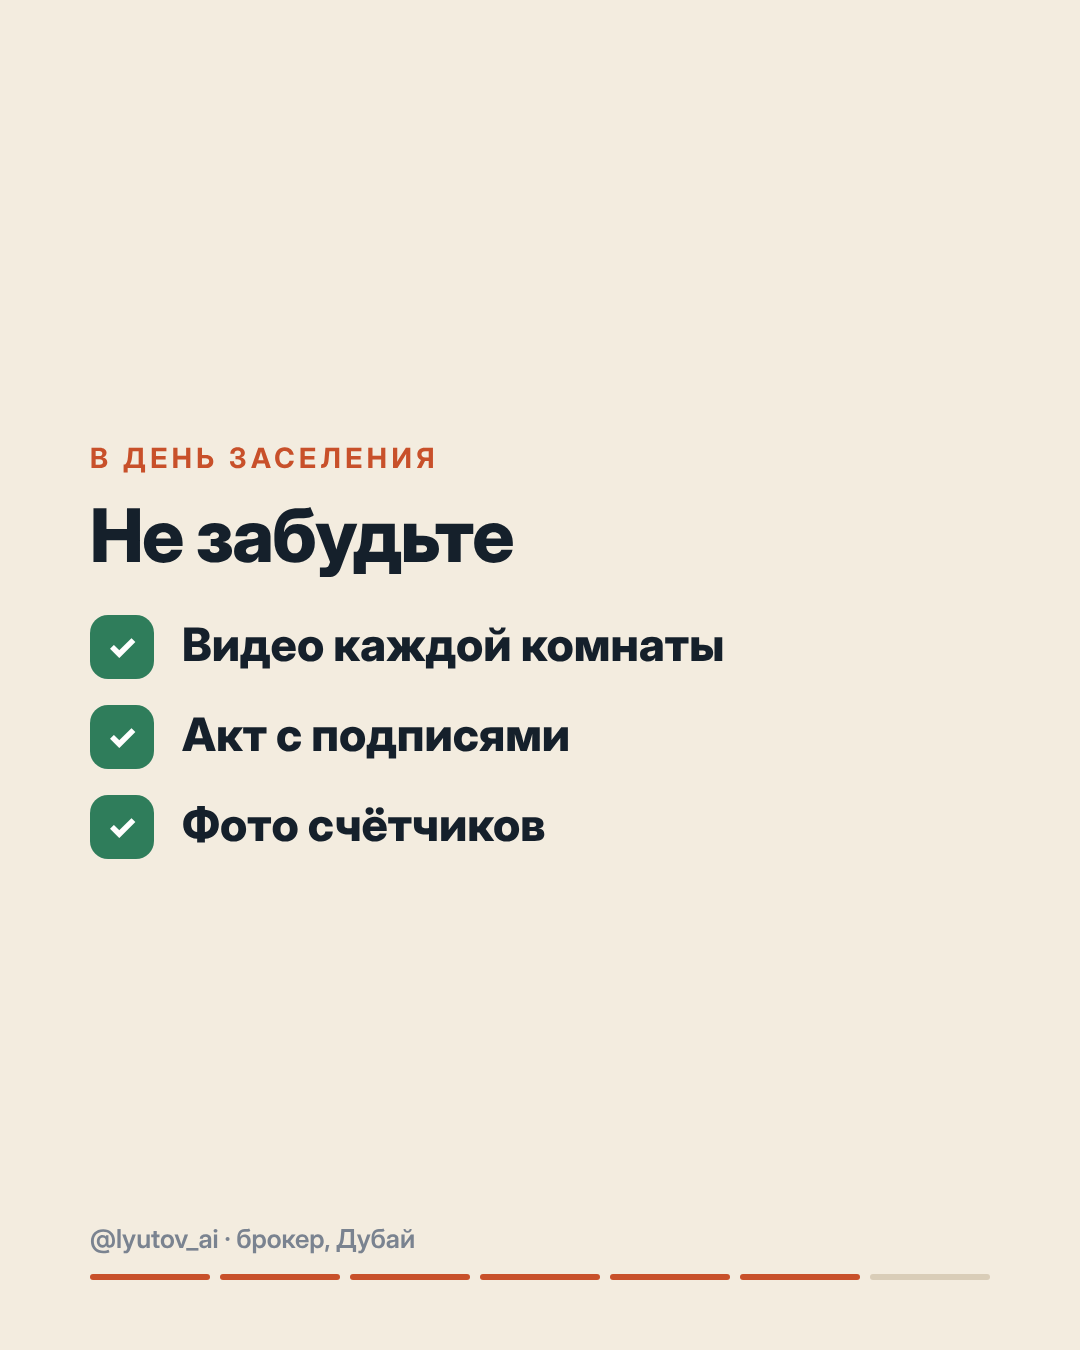 В ДЕНЬ ЗАСЕЛЕНИЯ
Не забудьте
Видео каждой комнаты
Акт с подписями
Фото счётчиков
@lyutov_ai · брокер, Дубай